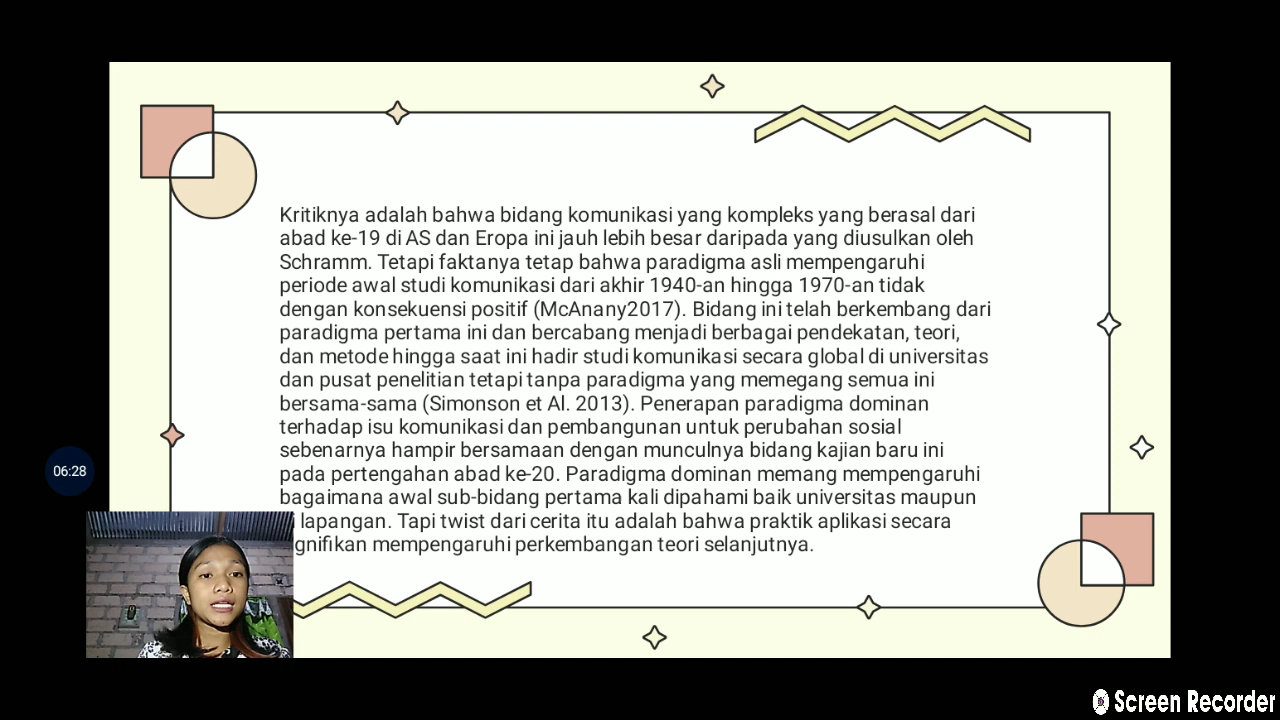 Kritiknya adalah bahwa bidang komunikasi yang kompleks yang berasal dari
abad ke-19 di AS dan Eropa ini jauh lebih besar daripada yang diusulkan oleh
Schramm. Tetapi faktanya tetap bahwa paradigma asli mempengaruhi
periode awal studi komunikasi dari akhir 1940-an hingga 1970-an tidak
dengan konsekuensi positif (McAnany2017). Bidang ini telah berkembang dari
paradigma pertama ini dan bercabang menjadi berbagai pendekatan, teori,
dan metode hingga saat ini hadir studi komunikasi secara global di universitas
dan pusat penelitian tetapi tanpa paradigma yang memegang semua ini
bersama-sama (Simonson et Al. 2013). Penerapan paradigma dominan
terhadap isu komunikasi dan pembangunan untuk perubahan sosial
sebenarnya hampir bersamaan dengan munculnya bidang kajian baru ini
pada pertengahan abad ke-20. Paradigma dominan memang mempengaruhi
bagaimana awal sub-bidang pertama kali dipahami baik universitas maupun
lapangan. Tapi twist dari cerita itu adalah bahwa praktik aplikasi secara
gnifikan mempengaruhi perkembangan teori selanjutnya.
06:28
Screen Recorder